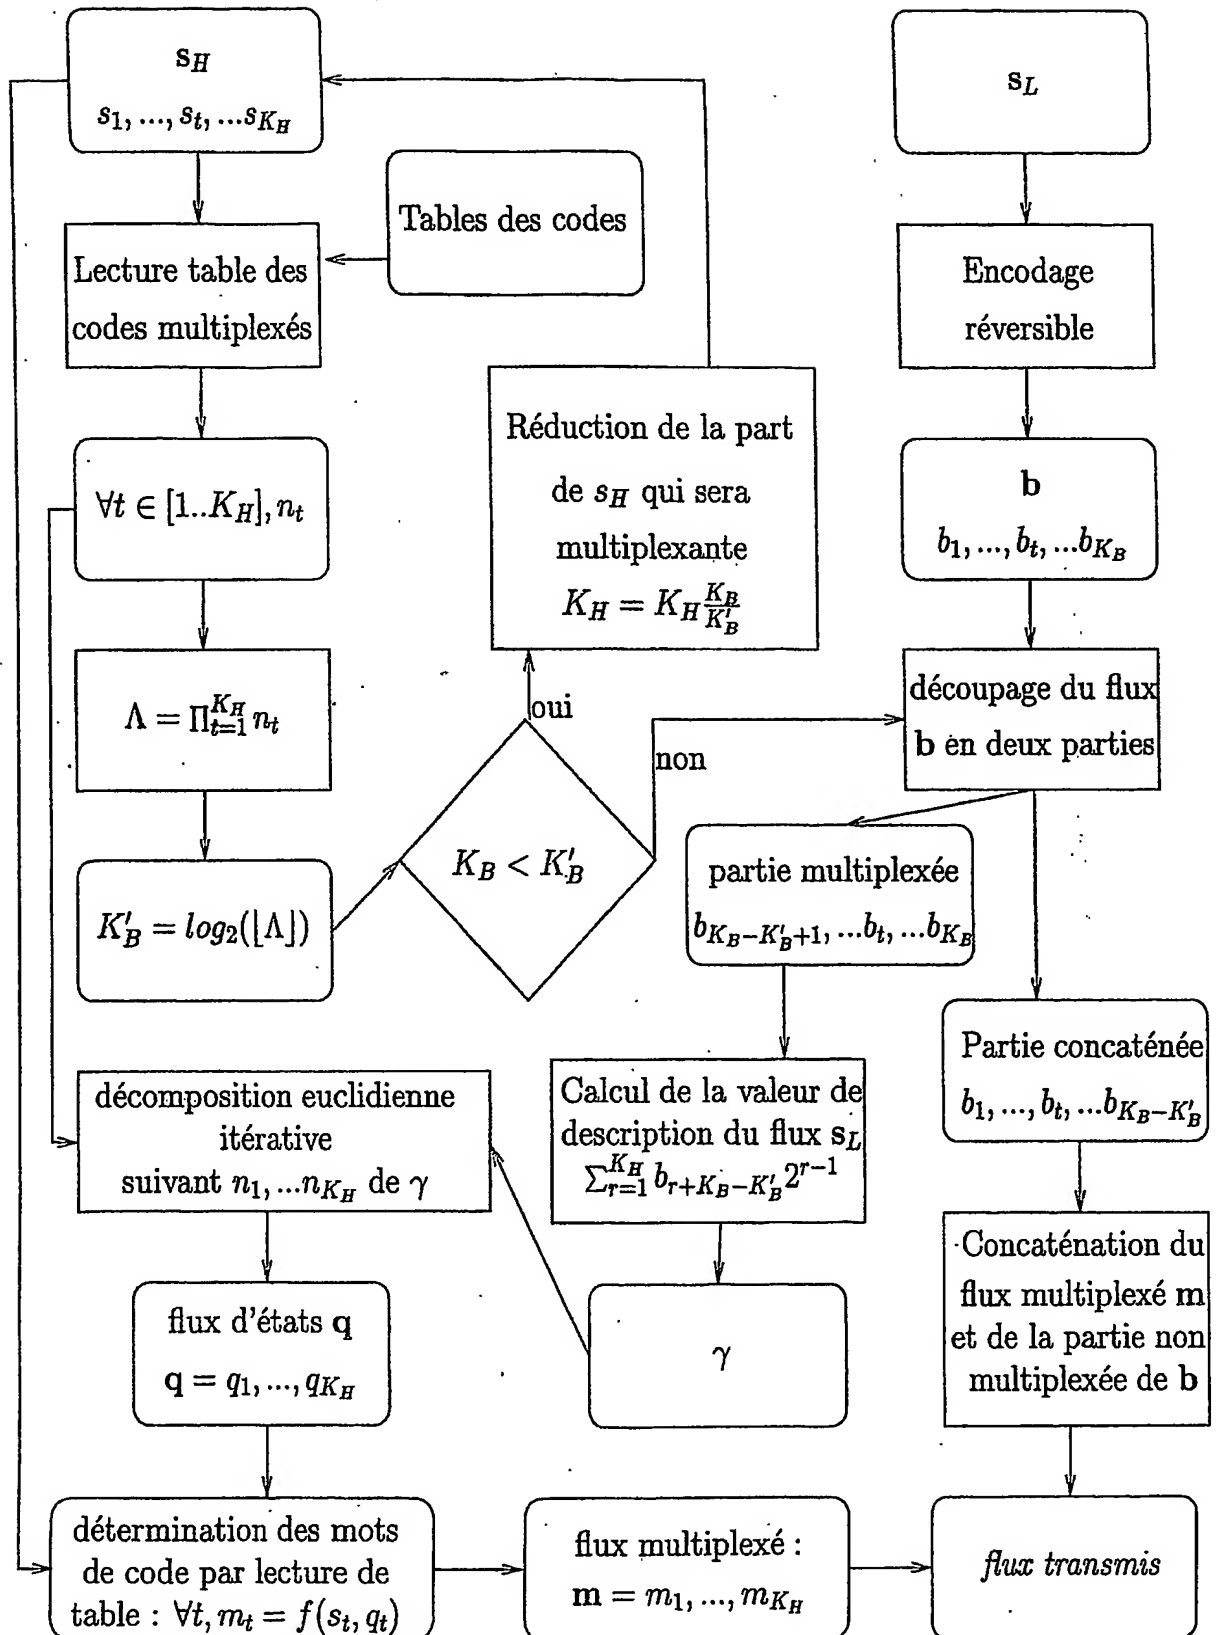 s_H
s_1, ..., s_t, ...s_{K_H}
s_L
Tables des codes
Lecture table des
codes multiplexés
Encodage
réversible
Réduction de la part
de s_H qui sera
multiplexante
K_H = K_H \frac{K_B}{K'_B}
∀t ∈ [1..K_H], n_t
b
b_1, ..., b_t, ...b_{K_B}
Λ = Π_{t=1}^{K_H} n_t
oui
non
découpage du flux
b en deux parties
K'_B = log_2(⌊Λ⌋)
K_B < K'_B
partie multiplexée
b_{K_B−K'_B+1}, ...b_t, ...b_{K_B}
Partie concaténée
b_1, ..., b_t, ...b_{K_B−K'_B}
décomposition euclidienne
itérative
suivant n_1, ...n_{K_H} de γ
Calcul de la valeur de
description du flux s_L
∑_{r=1}^{K_H} b_{r+K_B−K'_B} 2^{r−1}
Concaténation du
flux multiplexé m
et de la partie non
multiplexée de b
flux d'états q
q = q_1, ..., q_{K_H}
γ
détermination des mots
de code par lecture de
table : ∀t, m_t = f(s_t, q_t)
flux multiplexé :
m = m_1, ..., m_{K_H}
flux transmis